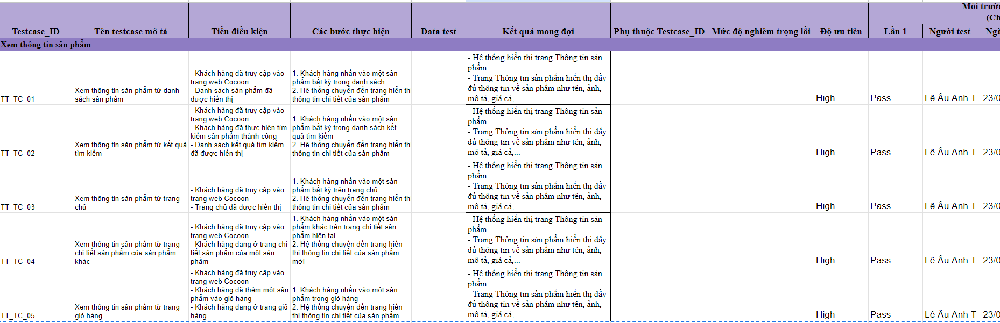 Môi trườn
(Ch
Testcase_ID Tên testcase mô tả Tiền điều kiện Các bước thực hiện Data test Kết quả mong đợi Phụ thuộc Testcase_ID Mức độ nghiêm trọng lỗi Độ ưu tiên Lần 1 Người test Ngà
Xem thông tin sản phẩm
TT_TC_01
Xem thông tin sản phẩm từ danh
sách sản phẩm
- Khách hàng đã truy cập vào
trang web Cocoon
- Danh sách sản phẩm đã
được hiển thị
1. Khách hàng nhấn vào một sản
phẩm bất kỳ trong danh sách
2. Hệ thống chuyển đến trang hiển thị
thông tin chi tiết của sản phẩm
- Hệ thống hiển thị trang Thông tin sản
phẩm
- Trang Thông tin sản phẩm hiển thị đầy
đủ thông tin về sản phẩm như tên, ảnh,
mô tả, giá cả,...
High
Pass
Lê Âu Anh T
23/0
TT_TC_02
Xem thông tin sản phẩm từ kết quả
tìm kiếm
- Khách hàng đã truy cập vào
trang web Cocoon
- Khách hàng đã thực hiện tìm
kiếm sản phẩm thành công
- Danh sách kết quả tìm kiếm
đã được hiển thị
1. Khách hàng nhấn vào một sản
phẩm bất kỳ trong danh sách kết
quả tìm kiếm
2. Hệ thống chuyển đến trang hiển thị
thông tin chi tiết của sản phẩm
- Hệ thống hiển thị trang Thông tin sản
phẩm
- Trang Thông tin sản phẩm hiển thị đầy
đủ thông tin về sản phẩm như tên, ảnh,
mô tả, giá cả,...
High
Pass
Lê Âu Anh T
23/0
TT_TC_03
Xem thông tin sản phẩm từ trang
chủ
- Khách hàng đã truy cập vào
trang web Cocoon
- Trang chủ đã được hiển thị
1. Khách hàng nhấn vào một sản
phẩm bất kỳ trên trang chủ
2. Hệ thống chuyển đến trang hiển thị
thông tin chi tiết của sản phẩm
- Hệ thống hiển thị trang Thông tin sản
phẩm
- Trang Thông tin sản phẩm hiển thị đầy
đủ thông tin về sản phẩm như tên, ảnh,
mô tả, giá cả,...
High
Pass
Lê Âu Anh T
23/0
TT_TC_04
Xem thông tin sản phẩm từ trang
chi tiết sản phẩm của sản phẩm
khác
- Khách hàng đã truy cập vào
trang web Cocoon
- Khách hàng đang ở trang chi
tiết sản phẩm của một sản
phẩm
1. Khách hàng nhấn vào một sản
phẩm khác trên trang chi tiết sản
phẩm hiện tại
2. Hệ thống chuyển đến trang hiển
thị thông tin chi tiết của sản phẩm
mới
- Hệ thống hiển thị trang Thông tin sản
phẩm
- Trang Thông tin sản phẩm hiển thị đầy
đủ thông tin về sản phẩm như tên, ảnh,
mô tả, giá cả,...
High
Pass
Lê Âu Anh T
23/0
TT_TC_05
Xem thông tin sản phẩm từ trang
giỏ hàng
- Khách hàng đã truy cập vào
trang web Cocoon
- Khách hàng đã thêm một sản
phẩm vào giỏ hàng
- Khách hàng đang ở trang giỏ
hàng
1. Khách hàng nhấn vào một sản
phẩm trong giỏ hàng
2. Hệ thống chuyển đến trang hiển
thị thông tin chi tiết của sản phẩm
- Hệ thống hiển thị trang Thông tin sản
phẩm
- Trang Thông tin sản phẩm hiển thị đầy
đủ thông tin về sản phẩm như tên, ảnh,
mô tả, giá cả,...
High
Pass
Lê Âu Anh T
23/0